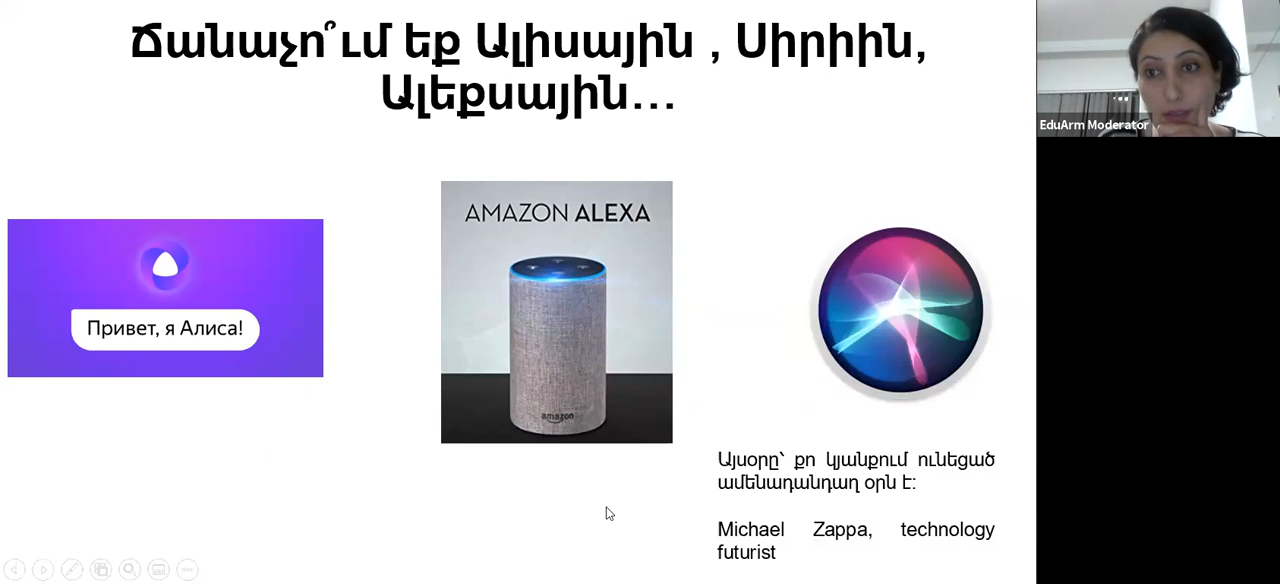 Ճանաչո՞ւմ եք Ալիսային , Սիրիին,
Ալեքսային…
EduArm Moderator
AMAZON ALEXA
Привет, я Алиса!
amazon
Այսօրը՝ քո կյանքում ունեցած
ամենադանդաղ օրն է:
Michael Zappa, technology
futurist